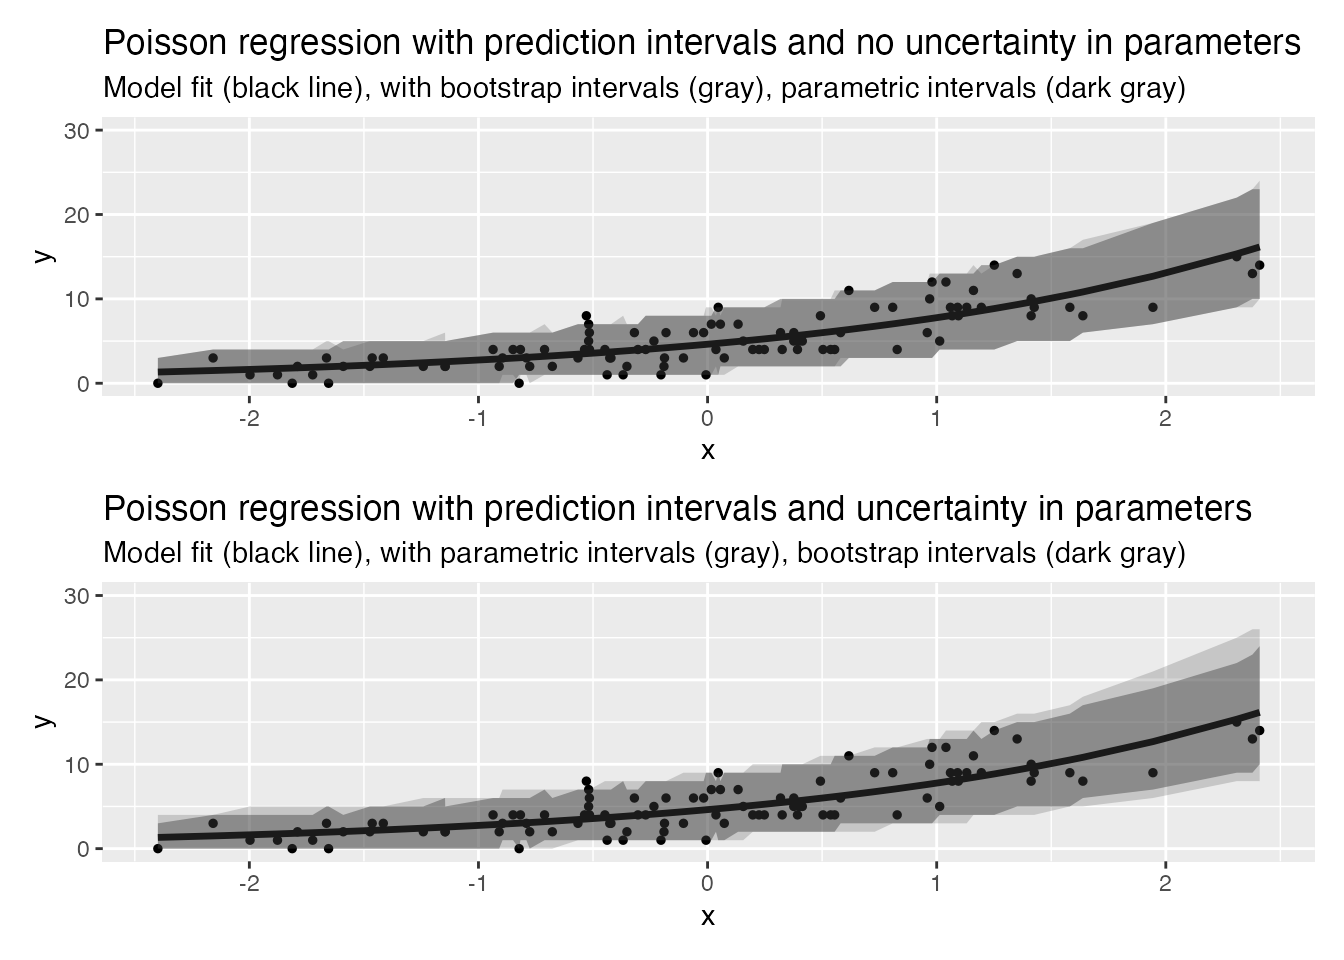 Poisson regression with prediction intervals and no uncertainty in parameters
Model fit (black line), with bootstrap intervals (gray), parametric intervals (dark gray)
30
20
10
0
y
-2 -1 0 1 2
x
Poisson regression with prediction intervals and uncertainty in parameters
Model fit (black line), with parametric intervals (gray), bootstrap intervals (dark gray)
30
20
10
0
y
-2 -1 0 1 2
x